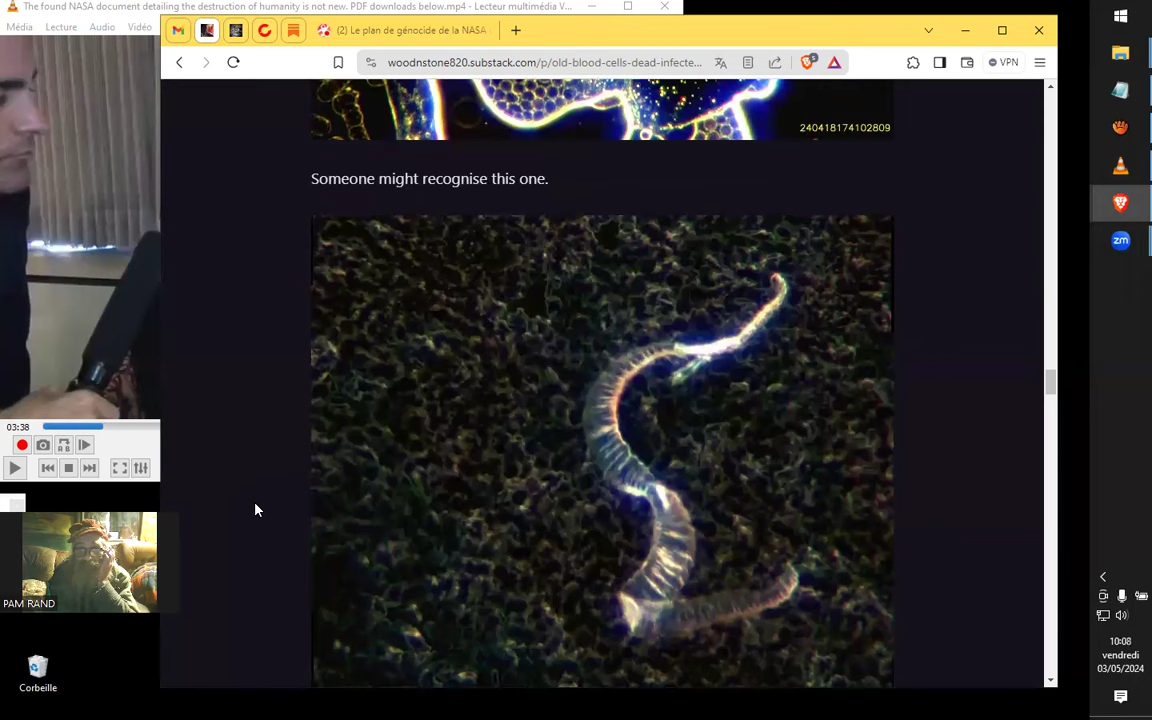 The found NASA document detailing the destruction of humanity is not new. PDF downloads below.mp4 - Lecteur multimédia V...
Média Lecture Audio Vidéo
(2) Le plan de génocide de la NASA
woodnstone820.substack.com/p/old-blood-cells-dead-infecte...
5
VPN
240418174102809
Someone might recognise this one.
03:38
PAM RAND
Corbeille
zm
10:08
vendredi
03/05/2024